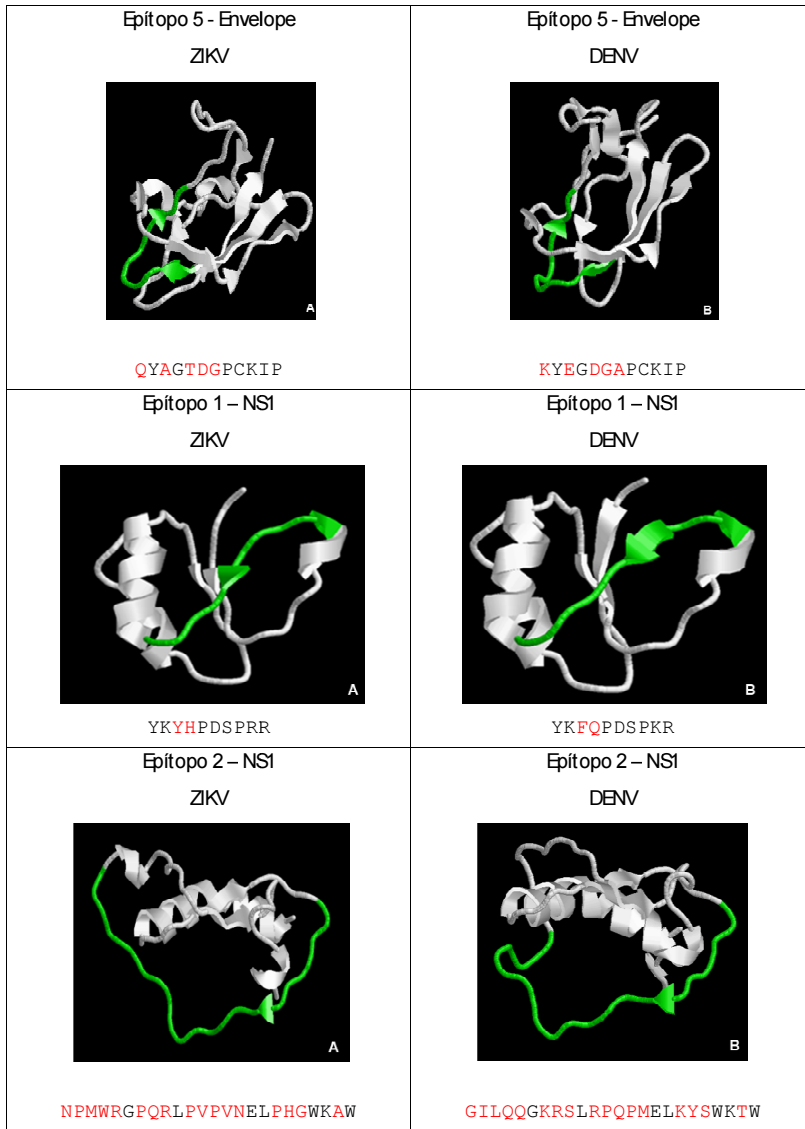 Epítopo 5 - Envelope
ZIKV
A
QYAGTDGPCKIP
Epítopo 5 - Envelope
DENV
B
KYEGDGAPCKIP
Epítopo 1 – NS1
ZIKV
A
YKYHPDSPRR
Epítopo 1 – NS1
DENV
B
YKFQPDSPKR
Epítopo 2 – NS1
ZIKV
A
NPMWRGPQRLPVPVNELPHGWKAW
Epítopo 2 – NS1
DENV
B
GILQQGKRSLRPQPMELKYSWKTW